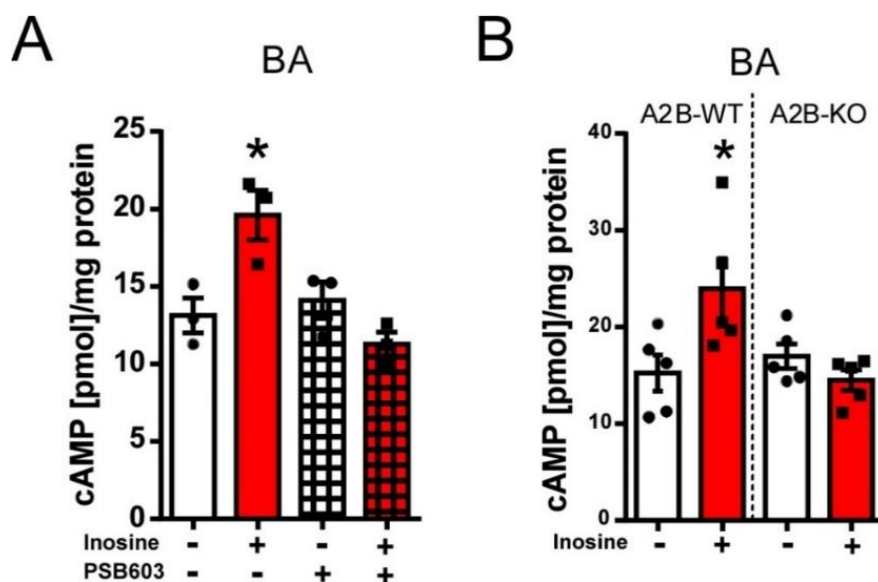 A
BA
cAMP [pmol]/mg protein
25
20
15
10
5
0
*
Inosine - + - +
PSB603 - - + +
B
BA
A2B-WT A2B-KO
cAMP [pmol]/mg protein
40
30
20
10
0
*
Inosine - + - +